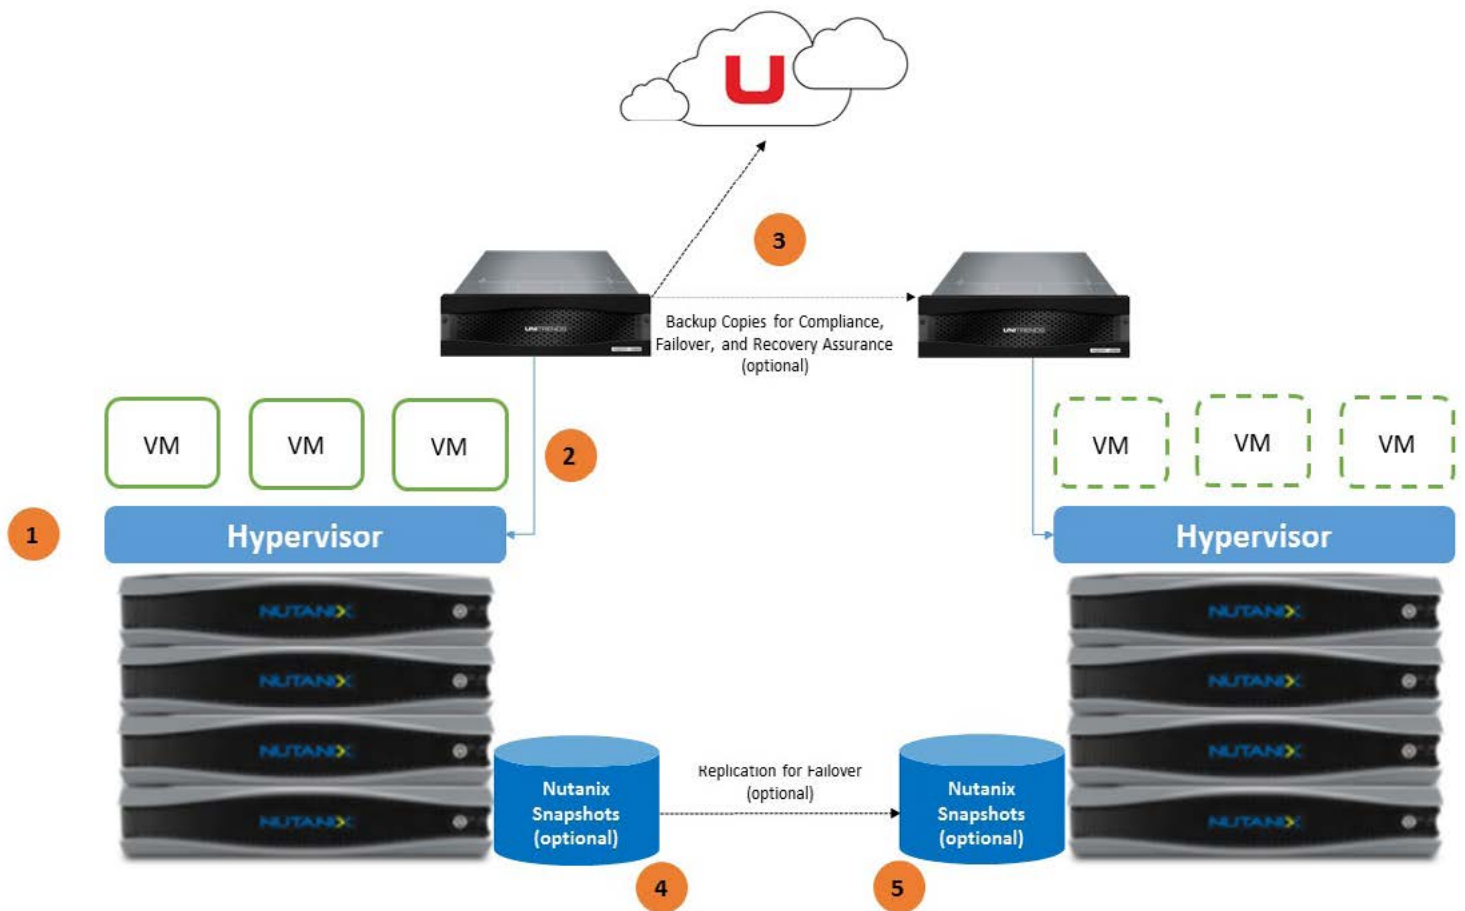 U
3
UNITRENDS
UNITRENDS
Backup Copies for Compliance,
Failover, and Recovery Assurance
(optional)
VM
VM
VM
2
VM
VM
VM
1
Hypervisor
Hypervisor
NUTANIX
NUTANIX
NUTANIX
NUTANIX
NUTANIX
NUTANIX
NUTANIX
NUTANIX
Nutanix
Snapshots
(optional)
Replication for Failover
(optional)
Nutanix
Snapshots
(optional)
4
5